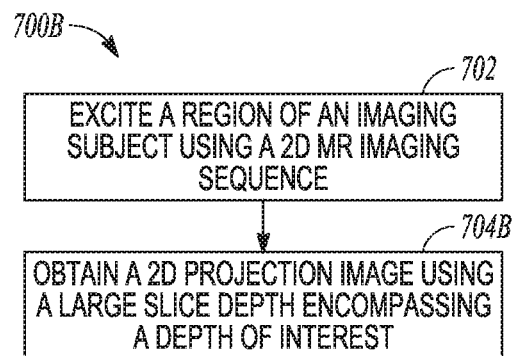 700B
702
EXCITE A REGION OF AN IMAGING
SUBJECT USING A 2D MR IMAGING
SEQUENCE
704B
OBTAIN A 2D PROJECTION IMAGE USING
A LARGE SLICE DEPTH ENCOMPASSING
A DEPTH OF INTEREST